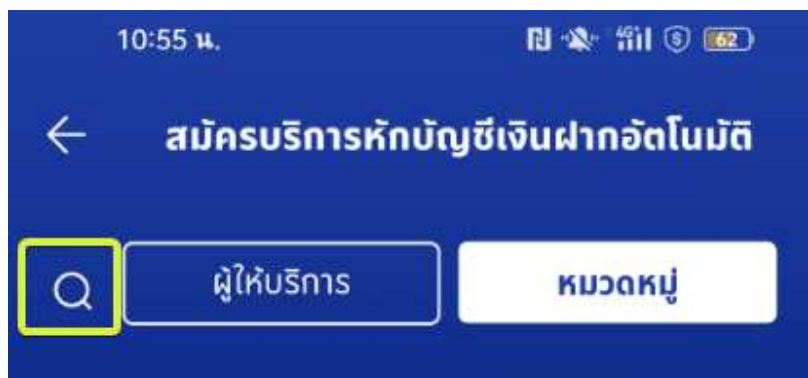 10:55 น. 4G 62
สมัครบริการหักบัญชีเงินฝากอัตโนมัติ
ผู้ให้บริการ หมวดหมู่